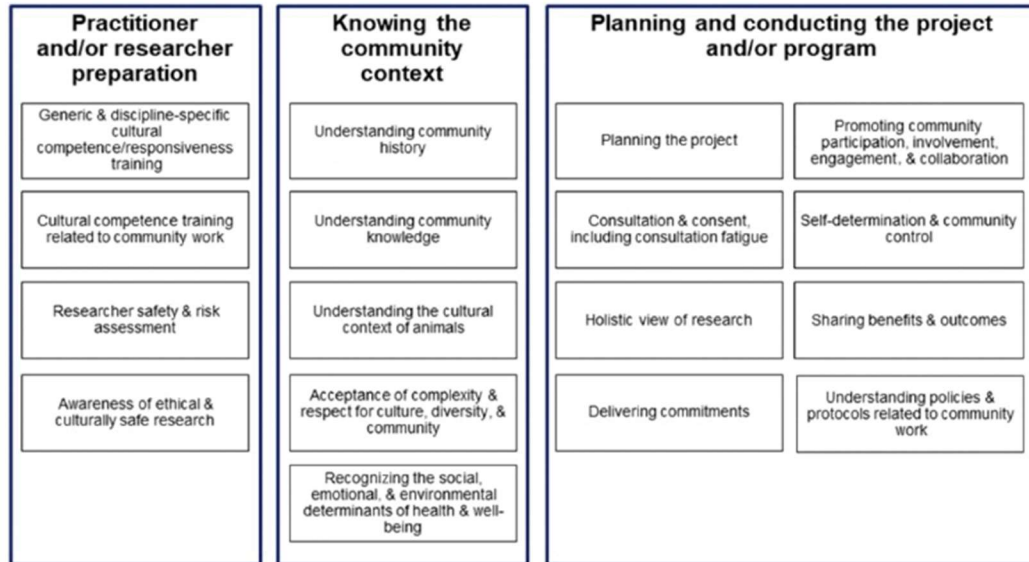 Practitioner
and/or researcher
preparation
Generic & discipline-specific
cultural
competence/responsiveness
training
Cultural competence training
related to community work
Researcher safety & risk
assessment
Awareness of ethical &
culturally safe research
Knowing the
community
context
Understanding community
history
Understanding community
knowledge
Understanding the cultural
context of animals
Acceptance of complexity &
respect for culture, diversity, &
community
Recognizing the social,
emotional, & environmental
determinants of health & well-
being
Planning and conducting the project
and/or program
Planning the project
Promoting community
participation, involvement,
engagement, & collaboration
Consultation & consent,
including consultation fatigue
Self-determination & community
control
Holistic view of research
Sharing benefits & outcomes
Delivering commitments
Understanding policies &
protocols related to community
work